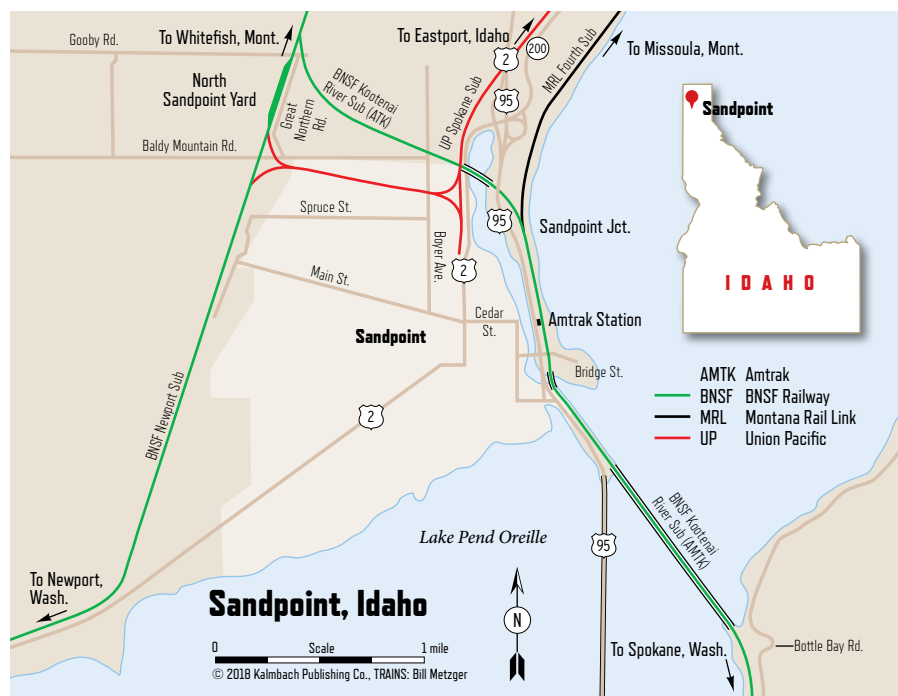 Gooby Rd.
To Whitefish, Mont.
To Eastport, Idaho
200
2
To Missoula, Mont.
MRL Fourth Sub
North
Sandpoint Yard
Great
Northern
Rd.
BNSF Kootenai
River Sub (ATK)
UP Spokane Sub
95
Sandpoint
Baldy Mountain Rd.
Spruce St.
95
Sandpoint Jct.
Boyer Ave.
2
Main St.
IDAHO
Cedar
St.
Amtrak Station
Sandpoint
Bridge St.
AMTK Amtrak
BNSF BNSF Railway
MRL Montana Rail Link
UP Union Pacific
BNSF Newport Sub
2
BNSF Kootenai
River Sub (AMTK)
Lake Pend Oreille
95
To Newport,
Wash.
Sandpoint, Idaho
N
0 Scale 1 mile
© 2018 Kalmbach Publishing Co., TRAINS: Bill Metzger
To Spokane, Wash.
Bottle Bay Rd.